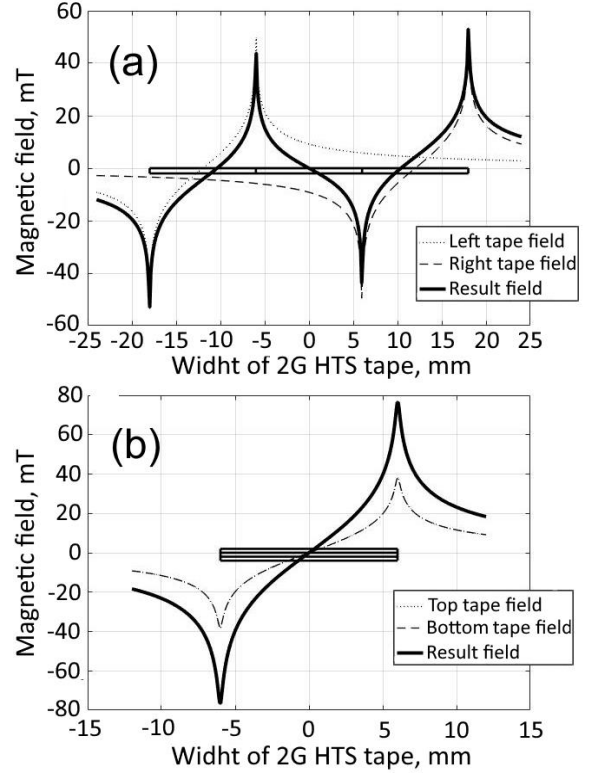 (a)
Magnetic field, mT
60
40
20
0
-20
-40
-60
-25 -20 -15 -10 -5 0 5 10 15 20 25
Left tape field
Right tape field
Result field
Widht of 2G HTS tape, mm
(b)
Magnetic field, mT
80
60
40
20
0
-20
-40
-60
-80
-15 -10 -5 0 5 10 15
Top tape field
Bottom tape field
Result field
Widht of 2G HTS tape, mm